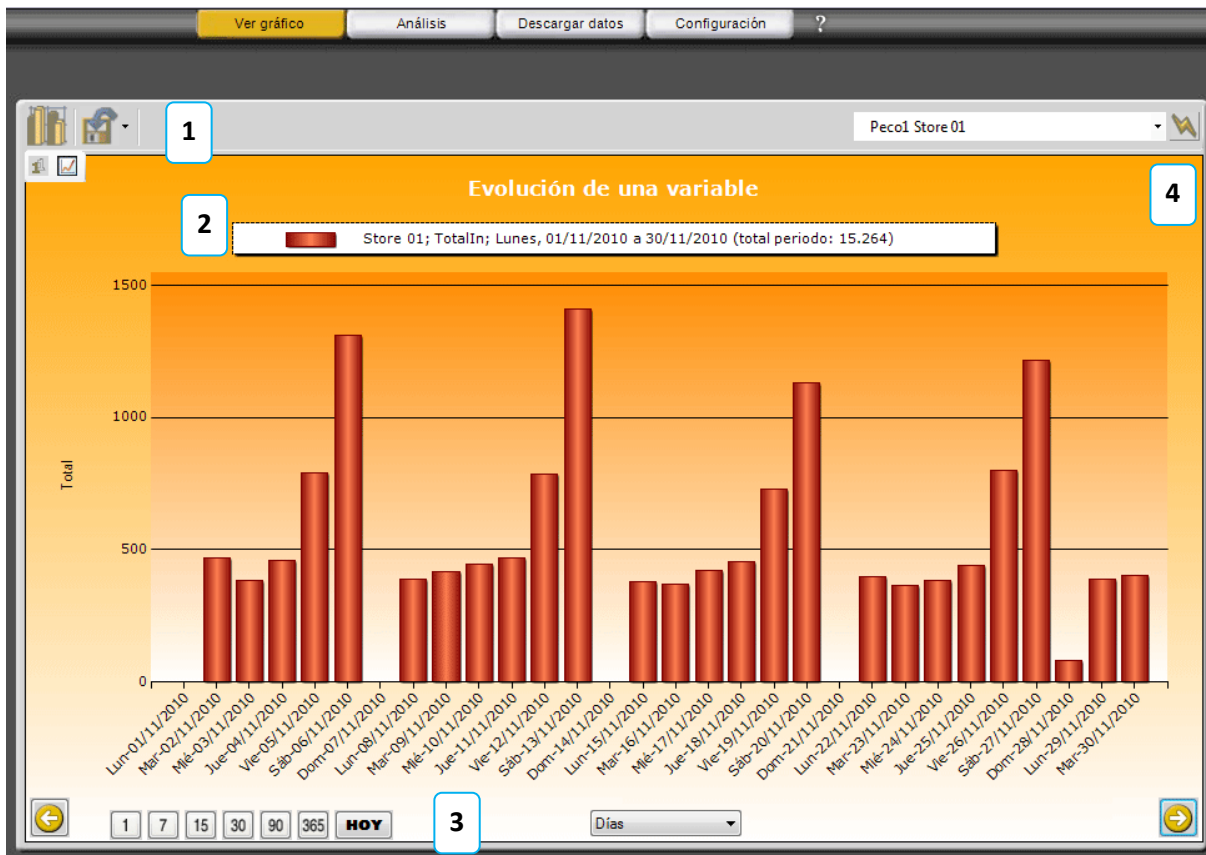 Ver gráfico Análisis Descargar datos Configuración ?
1
Peco1 Store 01
4
Evolución de una variable
2
Store 01; TotalIn; Lunes, 01/11/2010 a 30/11/2010 (total periodo: 15.264)
Total
1500
1000
500
0
Lun-01/11/2010
Mar-02/11/2010
Mié-03/11/2010
Jue-04/11/2010
Vie-05/11/2010
Sáb-06/11/2010
Dom-07/11/2010
Lun-08/11/2010
Mar-09/11/2010
Mié-10/11/2010
Jue-11/11/2010
Vie-12/11/2010
Sáb-13/11/2010
Dom-14/11/2010
Lun-15/11/2010
Mar-16/11/2010
Mié-17/11/2010
Jue-18/11/2010
Vie-19/11/2010
Sáb-20/11/2010
Dom-21/11/2010
Lun-22/11/2010
Mar-23/11/2010
Mié-24/11/2010
Jue-25/11/2010
Vie-26/11/2010
Sáb-27/11/2010
Dom-28/11/2010
Lun-29/11/2010
Mar-30/11/2010
1 7 15 30 90 365 HOY
3
Días